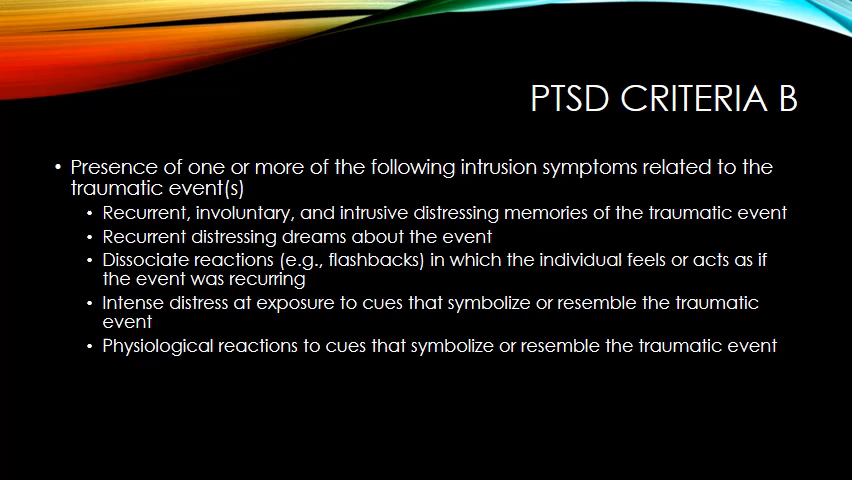 PTSD CRITERIA B
• Presence of one or more of the following intrusion symptoms related to the
traumatic event(s)
• Recurrent, involuntary, and intrusive distressing memories of the traumatic event
• Recurrent distressing dreams about the event
• Dissociate reactions (e.g., flashbacks) in which the individual feels or acts as if
the event was recurring
• Intense distress at exposure to cues that symbolize or resemble the traumatic
event
• Physiological reactions to cues that symbolize or resemble the traumatic event